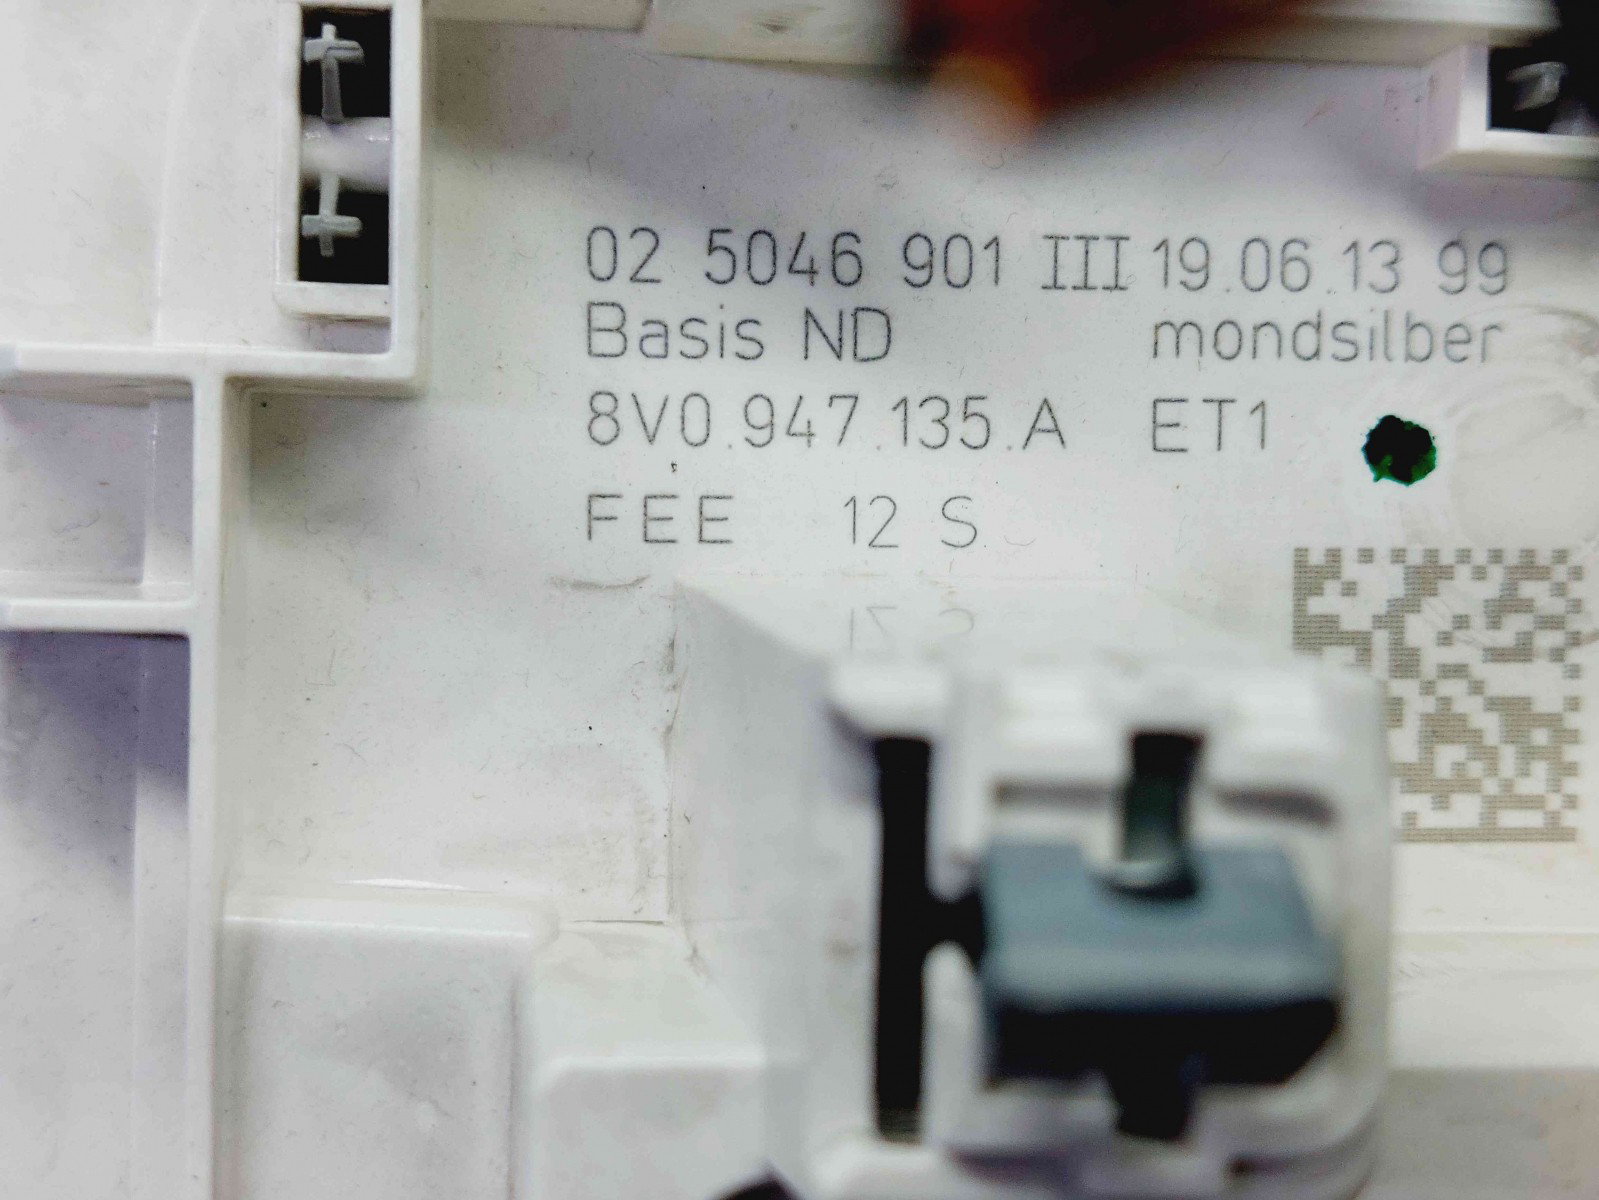 02 5046 901 III 19.06.13 99
Basis ND mondsilber
8V0.947.135.A ET1
FEE 12 S